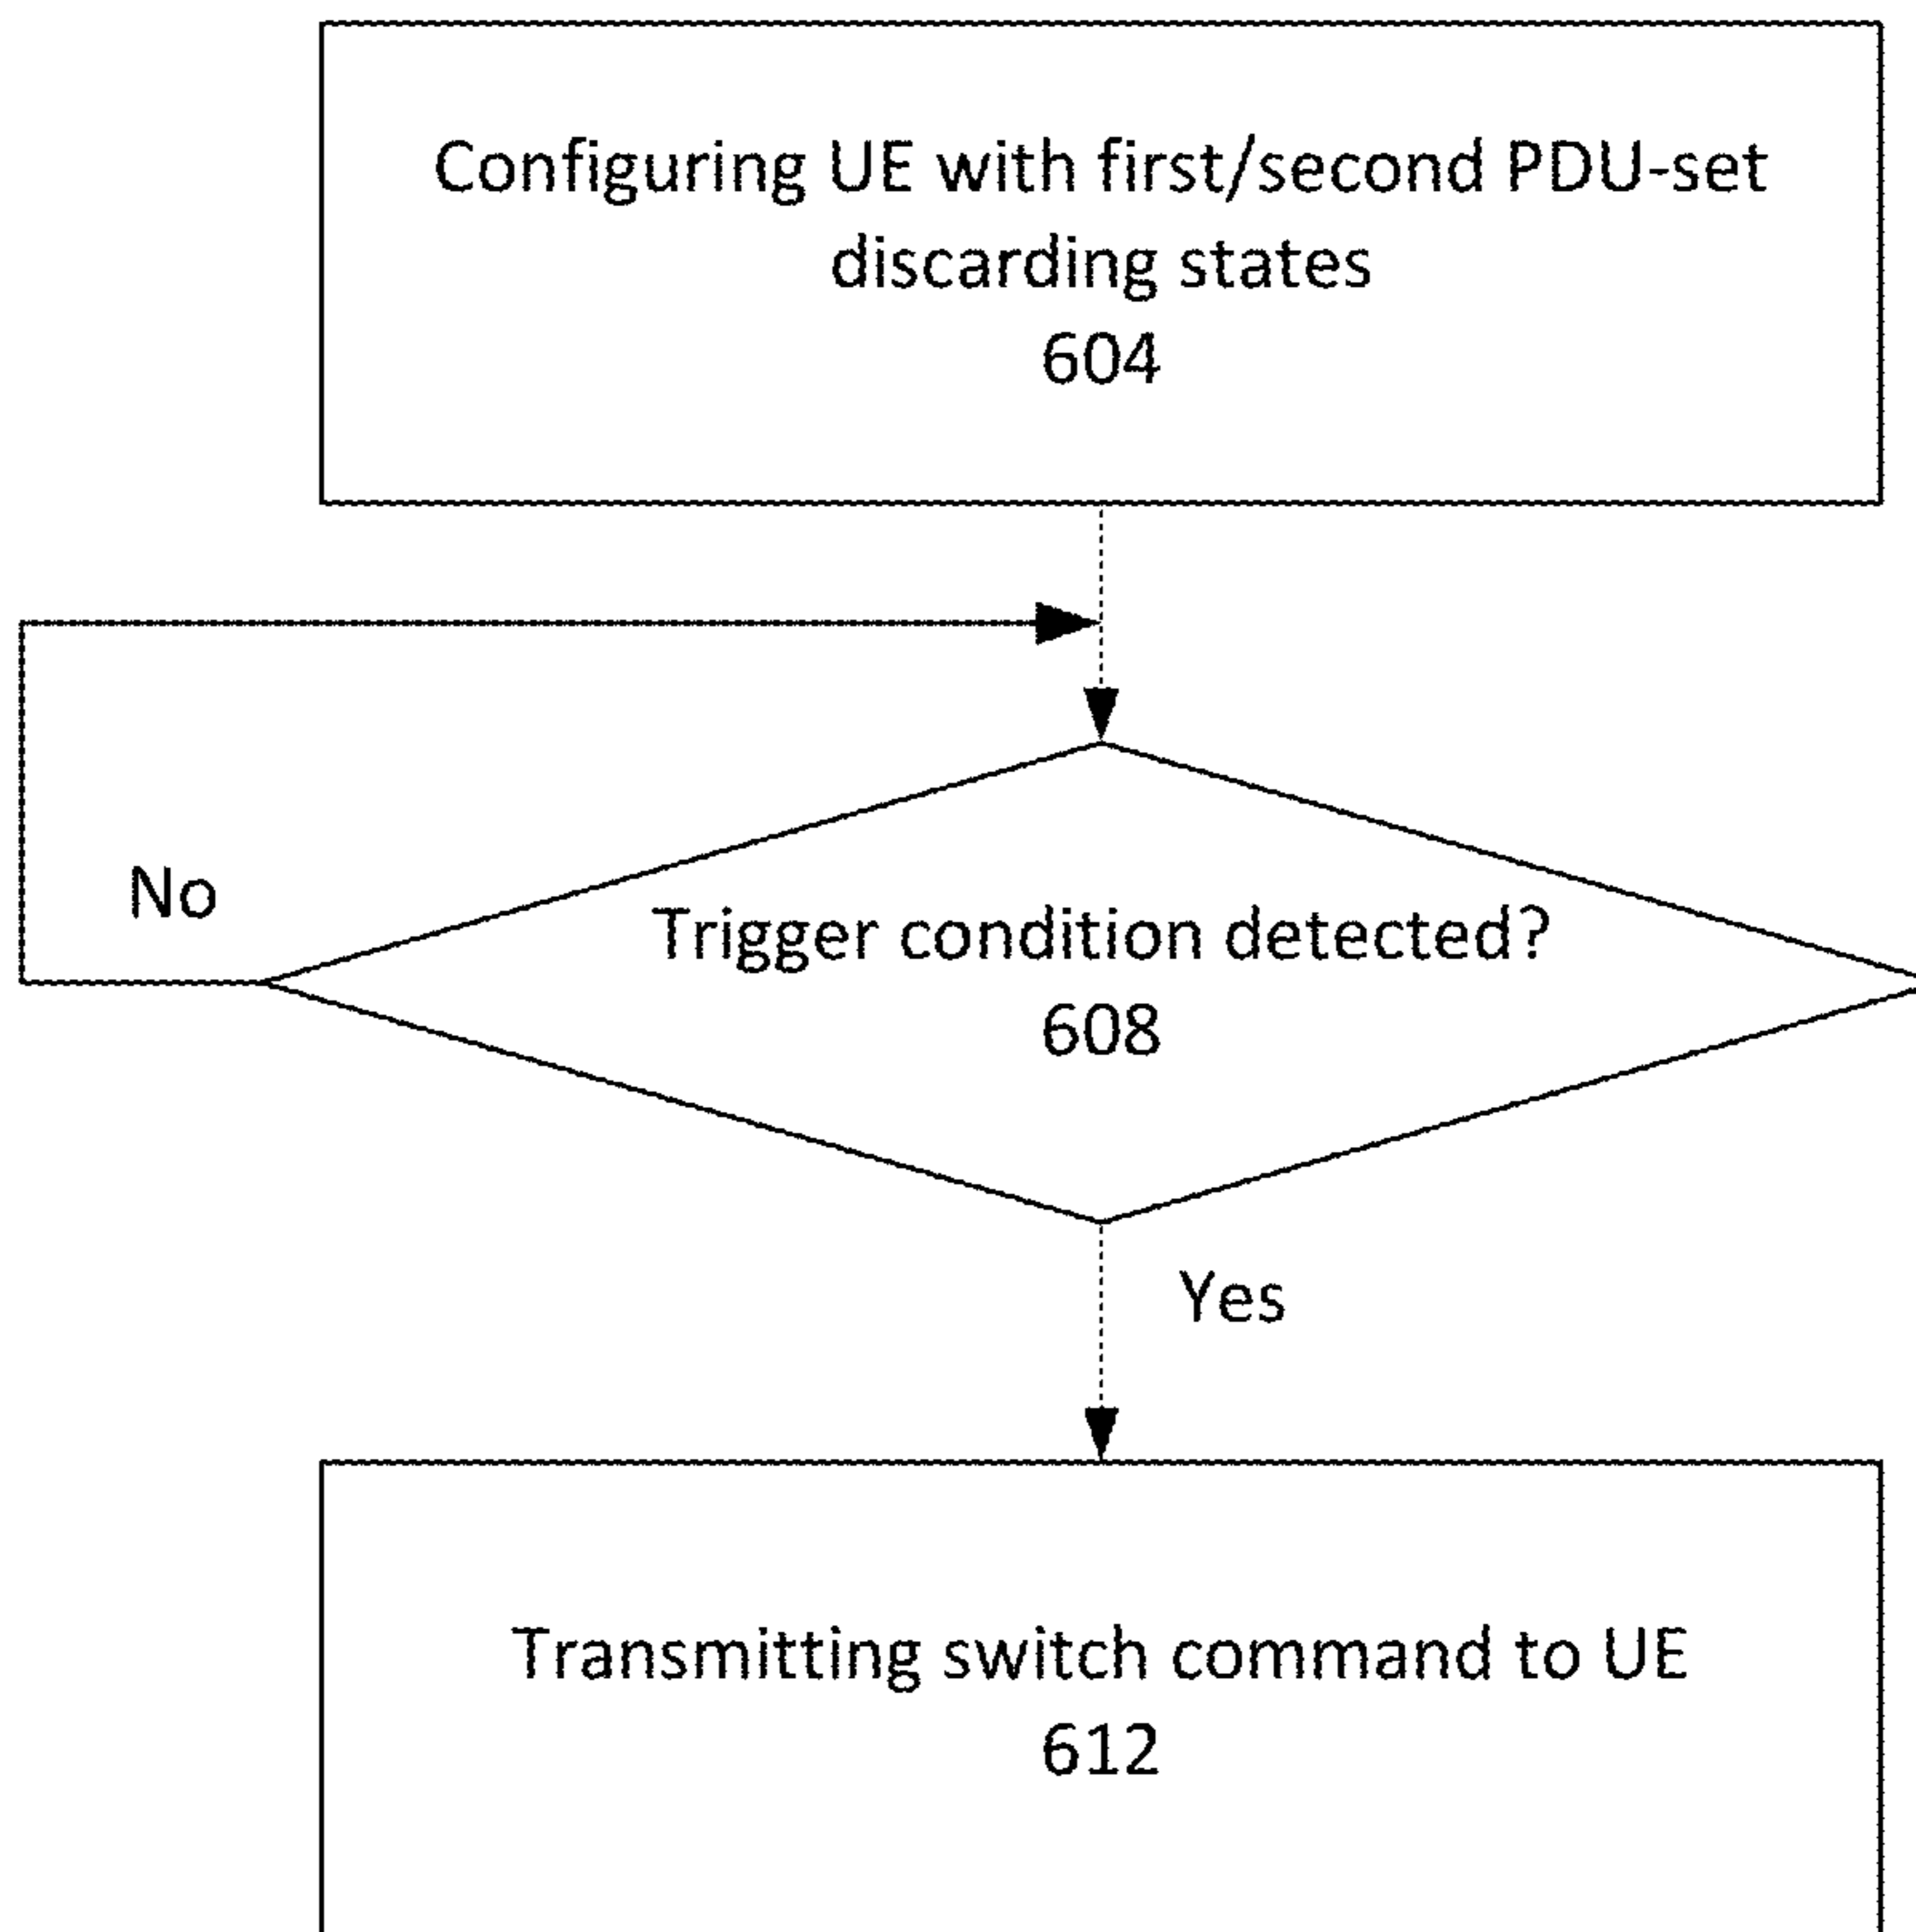 Configuring UE with first/second PDU-set
discarding states
604
No
Trigger condition detected?
608
Yes
Transmitting switch command to UE
612